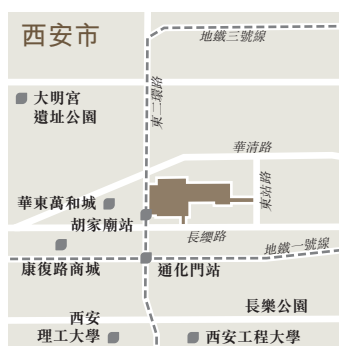 西安市
地鐵三號線
大明宮
遺址公園
東二環路
華清路
東站路
華東萬和城
胡家廟站
長纓路
地鐵一號線
康復路商城
通化門站
長樂公園
西安
理工大學
西安工程大學